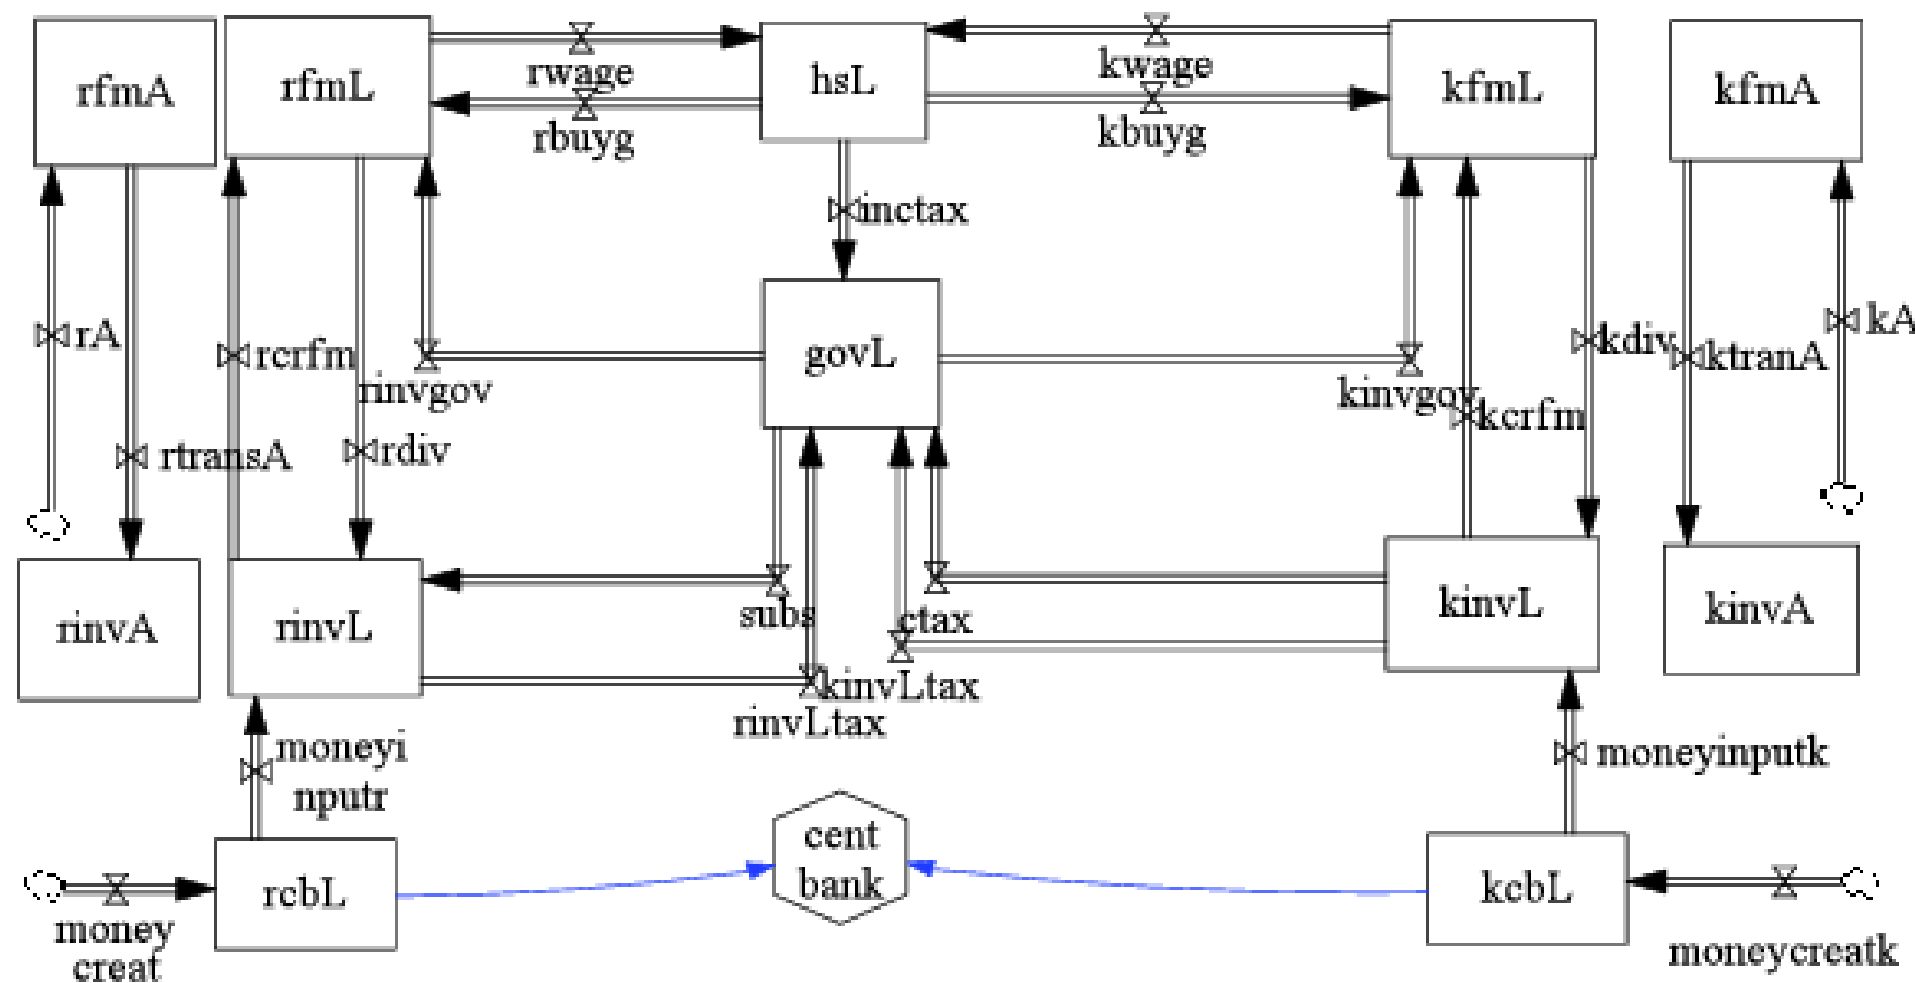 rfmA
rfmL
rwage
rbuyg
hsL
kwage
kbuyg
kfmL
kfmA
inctax
rA
rcrfm
rinvgov
govL
kinvgov
kdiv
ktranA
kA
kcrfm
rtransA
rdiv
rinvA
rinvL
subs
ctax
kinvL
kinvA
kinvLtax
rinvLtax
moneyi
nputr
moneyinputk
cent
bank
rcbL
kcbL
money
creat
moneycreatk